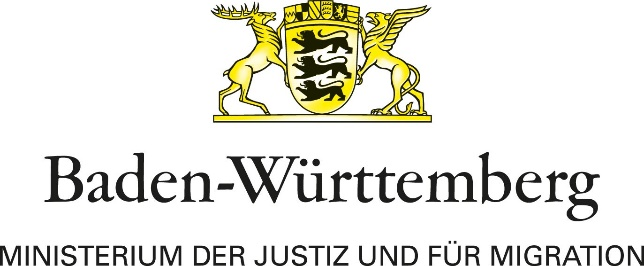 Baden-Württemberg
MINISTERIUM DER JUSTIZ UND FÜR MIGRATION